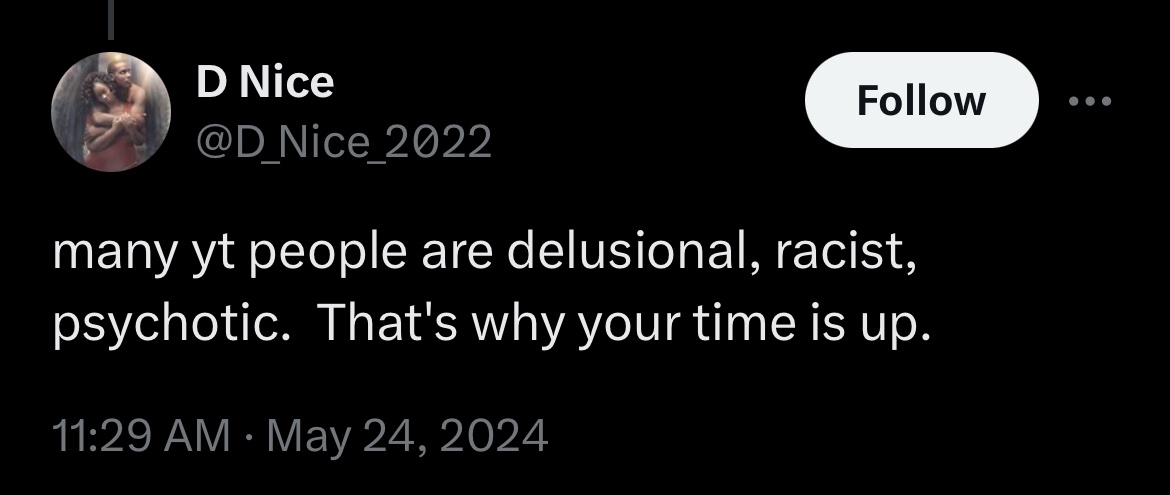 D Nice
@D_Nice_2022
Follow
many yt people are delusional, racist,
psychotic.  That's why your time is up.
11:29 AM · May 24, 2024